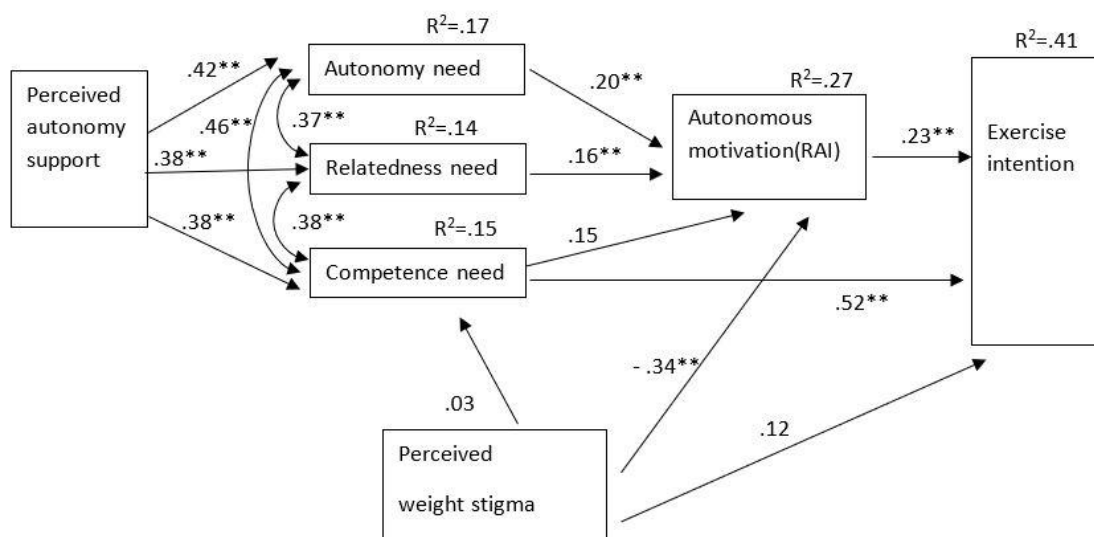 R²=.17
R²=.41
.42**
Autonomy need
Perceived
autonomy
support
.20**
R²=.27
.46**
.37**
R²=.14
Autonomous
motivation(RAI)
.23**
Exercise
intention
.38**
Relatedness need
.16**
.38**
.38**
R²=.15
.15
Competence need
.52**
- .34**
.03
.12
Perceived
weight stigma